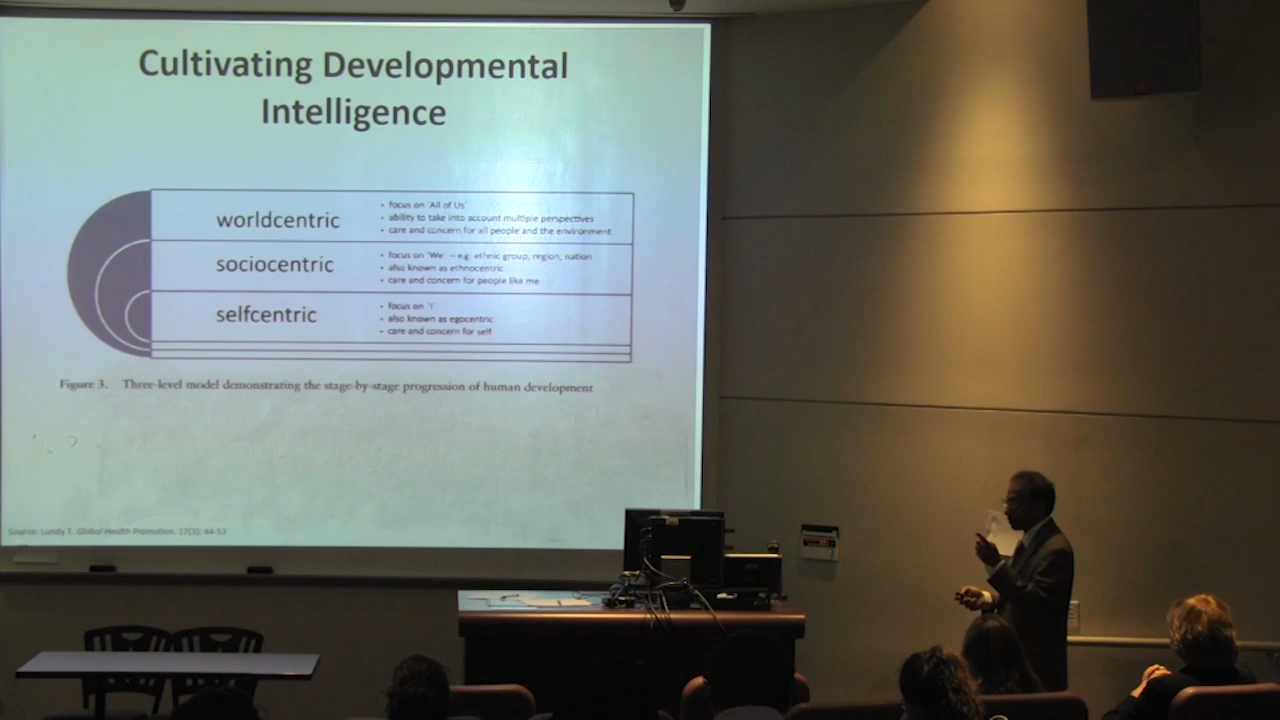 Cultivating Developmental
Intelligence
worldcentric
• focus on 'All of Us'
• ability to take into account multiple perspectives
• care and concern for all people and the environment
sociocentric
• focus on 'We' – e.g. ethnic group, region, nation
• also known as ethnocentric
• care and concern for people like me
selfcentric
• focus on 'I'
• also known as egocentric
• care and concern for self
Figure 3. Three-level model demonstrating the stage-by-stage progression of human development
Source: Lundy T. Global Health Promotion. 17(3): 44-53